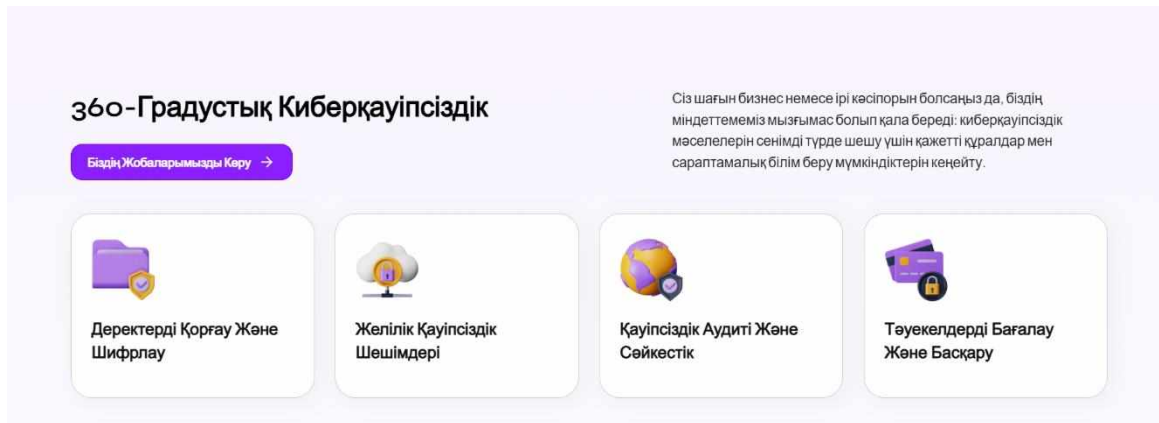 360-Градустық Киберқауіпсіздік
Біздің Жобаларымызды Көру →
Сіз шағын бизнес немесе ірі кәсіпорын болсаңыз да, біздің
міндеттемеміз мызғымас болып қала береді: киберқауіпсіздік
мәселелерін сенімді түрде шешу үшін қажетті құралдар мен
сараптамалық білім беру мүмкіндіктерін кеңейту.
Деректерді Қорғау Және
Шифрлау
Желілік Қауіпсіздік
Шешімдері
Қауіпсіздік Аудиті Және
Сәйкестік
Тәуекелдерді Бағалау
Және Басқару